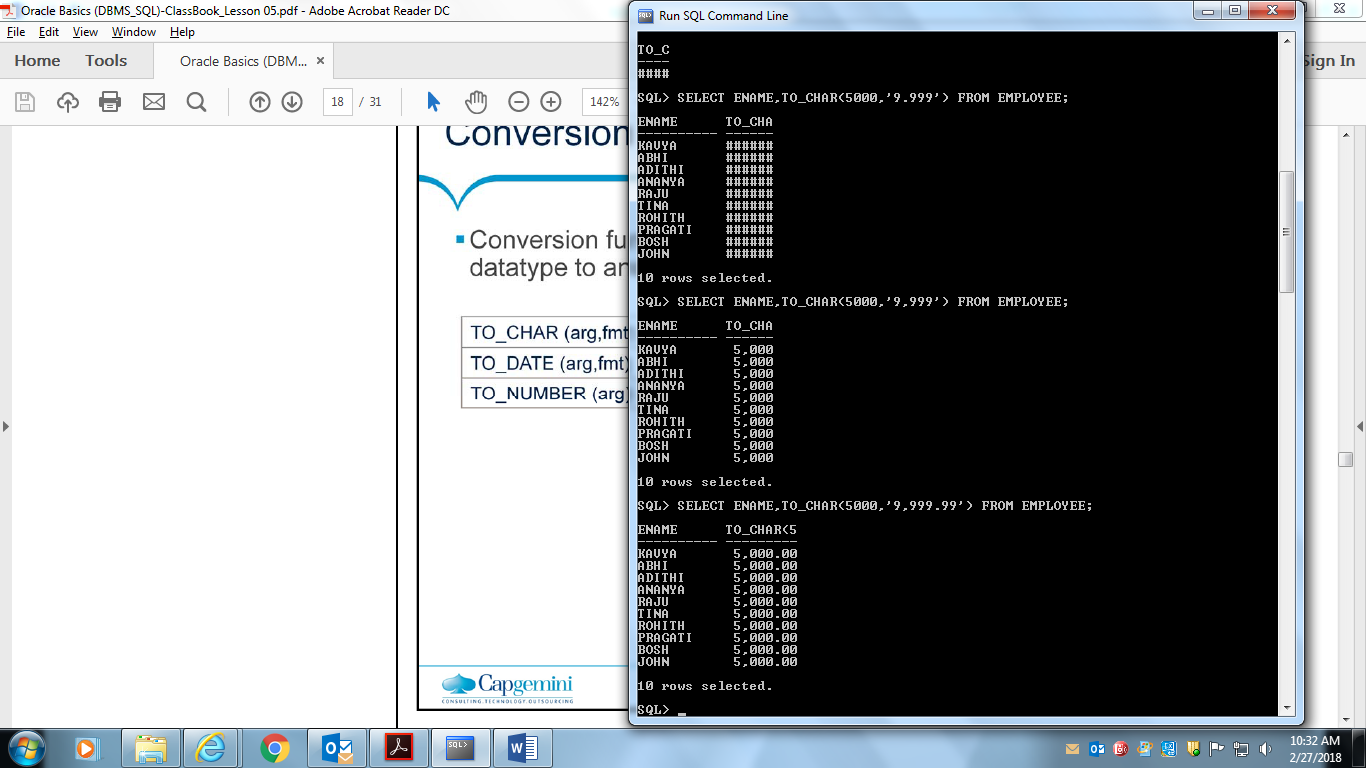 Oracle Basics (DBMS_SQL)-ClassBook_Lesson 05.pdf - Adobe Acrobat Reader DC
File Edit View Window Help
Home Tools Oracle Basics (DBM... × Sign In
18 / 31 142%
Conversion
Conversion fu
datatype to an
TO_CHAR (arg,fmt
TO_DATE (arg,fmt)
TO_NUMBER (arg)
Capgemini
CONSULTING.TECHNOLOGY.OUTSOURCING
Run SQL Command Line
TO_C
----
####
SQL> SELECT ENAME,TO_CHAR(5000,'9.999') FROM EMPLOYEE;
ENAME TO_CHA
---------- ------
KAVYA ######
ABHI ######
ADITHI ######
ANANYA ######
RAJU ######
TINA ######
ROHITH ######
PRAGATI ######
BOSH ######
JOHN ######
10 rows selected.
SQL> SELECT ENAME,TO_CHAR(5000,'9,999') FROM EMPLOYEE;
ENAME TO_CHA
---------- ------
KAVYA 5,000
ABHI 5,000
ADITHI 5,000
ANANYA 5,000
RAJU 5,000
TINA 5,000
ROHITH 5,000
PRAGATI 5,000
BOSH 5,000
JOHN 5,000
10 rows selected.
SQL> SELECT ENAME,TO_CHAR(5000,'9,999.99') FROM EMPLOYEE;
ENAME TO_CHAR(5
---------- ---------
KAVYA 5,000.00
ABHI 5,000.00
ADITHI 5,000.00
ANANYA 5,000.00
RAJU 5,000.00
TINA 5,000.00
ROHITH 5,000.00
PRAGATI 5,000.00
BOSH 5,000.00
JOHN 5,000.00
10 rows selected.
SQL> _
10:32 AM
2/27/2018